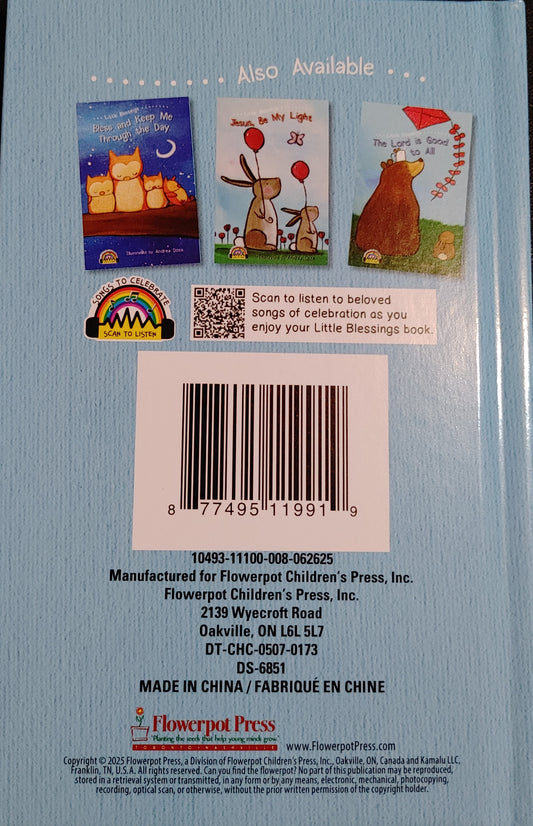 Also Available
Little Blessings
Bless and Keep Me
Through the Day
Illustrated by Andrea Doss
Jesus, Be My Light
The Lord is Good
to All
SONGS TO CELEBRATE
SCAN TO LISTEN
Scan to listen to beloved
songs of celebration as you
enjoy your Little Blessings book.
8 77495 11991 9
10493-11100-008-062625
Manufactured for Flowerpot Children's Press, Inc.
Flowerpot Children's Press, Inc.
2139 Wyecroft Road
Oakville, ON L6L 5L7
DT-CHC-0507-0173
DS-6851
MADE IN CHINA / FABRIQUÉ EN CHINE
Flowerpot Press
"Planting the seeds that help young minds grow."
TORONTO/NASHVILLE
www.FlowerpotPress.com
Copyright © 2025 Flowerpot Press, a Division of Flowerpot Children's Press, Inc., Oakville, ON, Canada and Kamalu LLC,
Franklin, TN, U.S.A. All rights reserved. Can you find the flowerpot? No part of this publication may be reproduced,
stored in a retrieval system or transmitted, in any form or by any means, electronic, mechanical, photocopying,
recording, optical scan, or otherwise, without the prior written permission of the copyright holder.